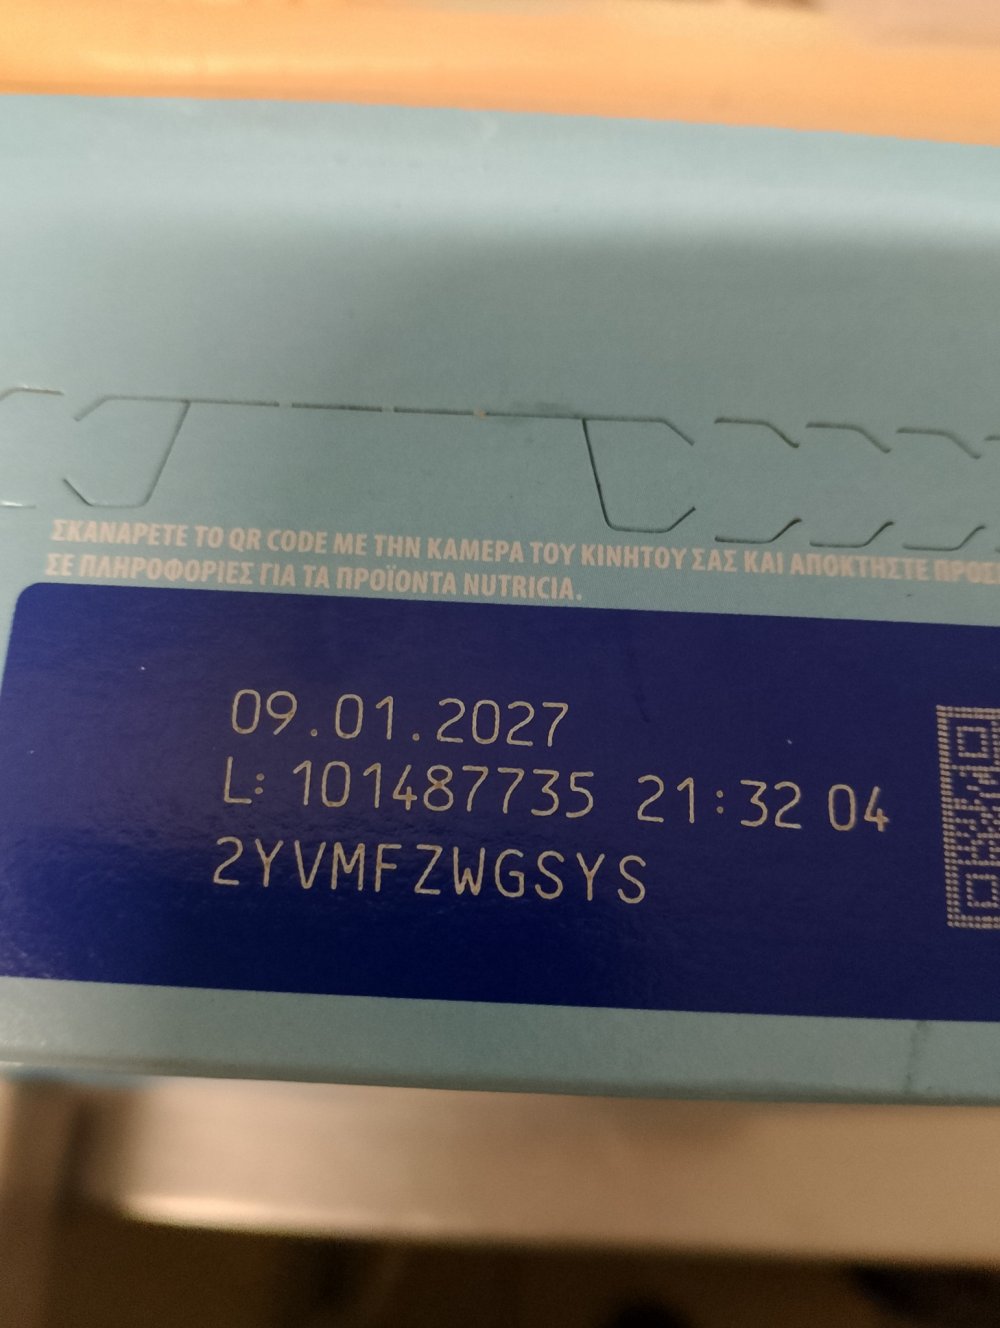 ΣΚΑΝΑΡΕΤΕ ΤΟ QR CODE ΜΕ ΤΗΝ ΚΑΜΕΡΑ ΤΟΥ ΚΙΝΗΤΟΥ ΣΑΣ ΚΑΙ ΑΠΟΚΤΗΣΤΕ
ΣΕ ΠΛΗΡΟΦΟΡΙΕΣ ΓΙΑ ΤΑ ΠΡΟΪΟΝΤΑ NUTRICIA.
09.01.2027
L: 101487735 21:32 04
2YVMFZWGSYS